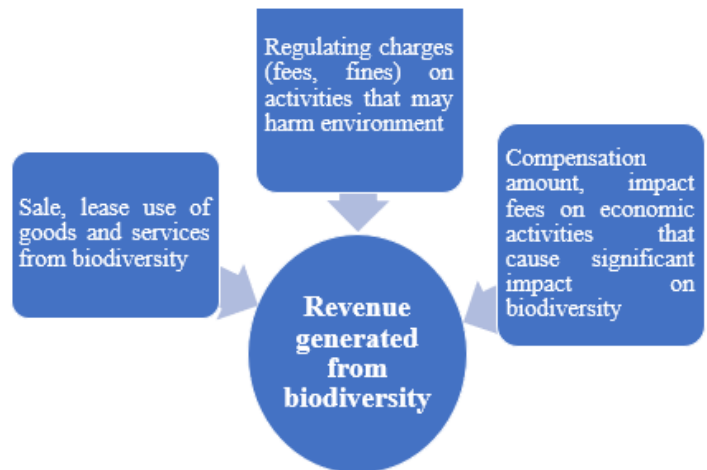 Regulating charges
(fees, fines) on
activities that may
harm environment
Sale, lease use of
goods and services
from biodiversity
Compensation
amount, impact
fees on economic
activities that
cause significant
impact on
biodiversity
Revenue
generated
from
biodiversity